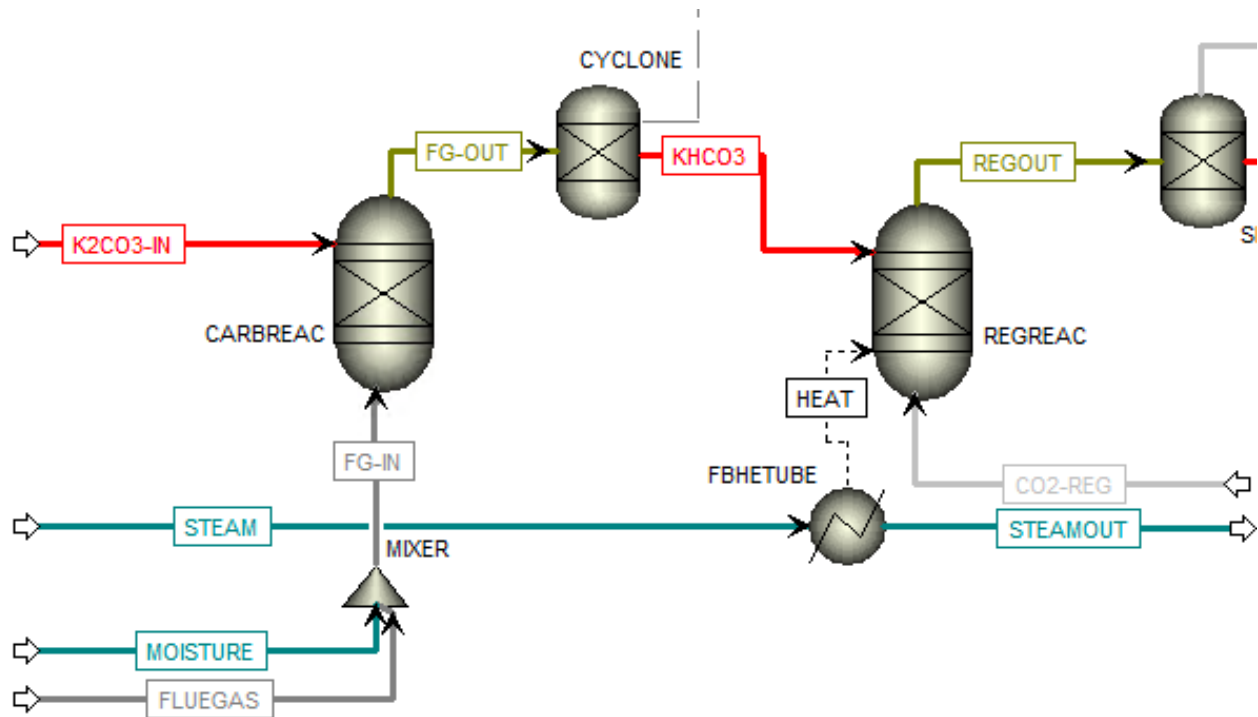 CYCLONE
FG-OUT
KHCO3
REGOUT
K2CO3-IN
CARBREAC
REGREAC
HEAT
FG-IN
FBHETUBE
CO2-REG
STEAM
STEAMOUT
MIXER
MOISTURE
FLUEGAS